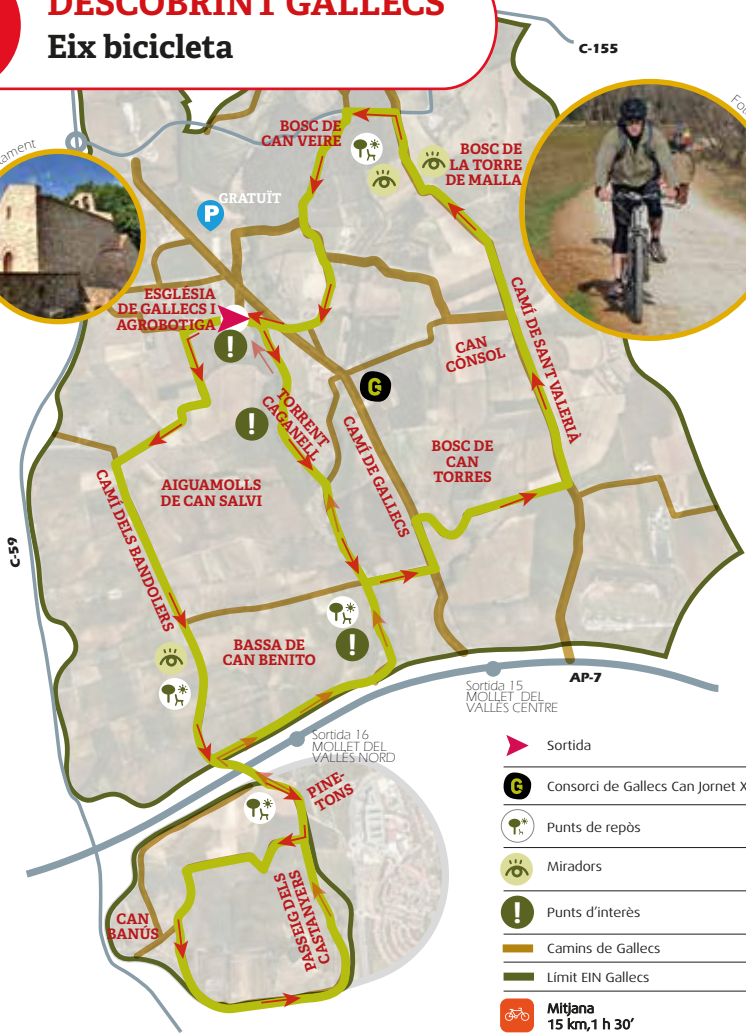 DESCOBRINT GALLECS
Eix bicicleta
C-155
BOSC DE
CAN VEIRE
BOSC DE
LA TORRE
DE MALLA
P
GRATUÏT
ESGLÉSIA
DE GALLECS I
AGROBOTIGA
!
CAN
CÒNSOL
CAMÍ DE SANT VALERIÀ
G
TORRENT
CAGANELL
!
CAMÍ DE GALLECS
BOSC DE
CAN
TORRES
AIGUAMOLLS
DE CAN SALVI
CAMÍ DELS BANDOLERS
C-59
BASSA DE
CAN BENITO
!
AP-7
Sortida 15
MOLLET DEL
VALLÈS CENTRE
Sortida 16
MOLLET DEL
VALLÈS NORD
PINE-
TONS
PASSEIG DELS
CASTANYERS
CAN
BANÚS
Sortida
G
Consorci de Gallecs Can Jornet X
Punts de repòs
Miradors
!
Punts d'interès
Camins de Gallecs
Límit EIN Gallecs
Mitjana
15 km,1 h 30'